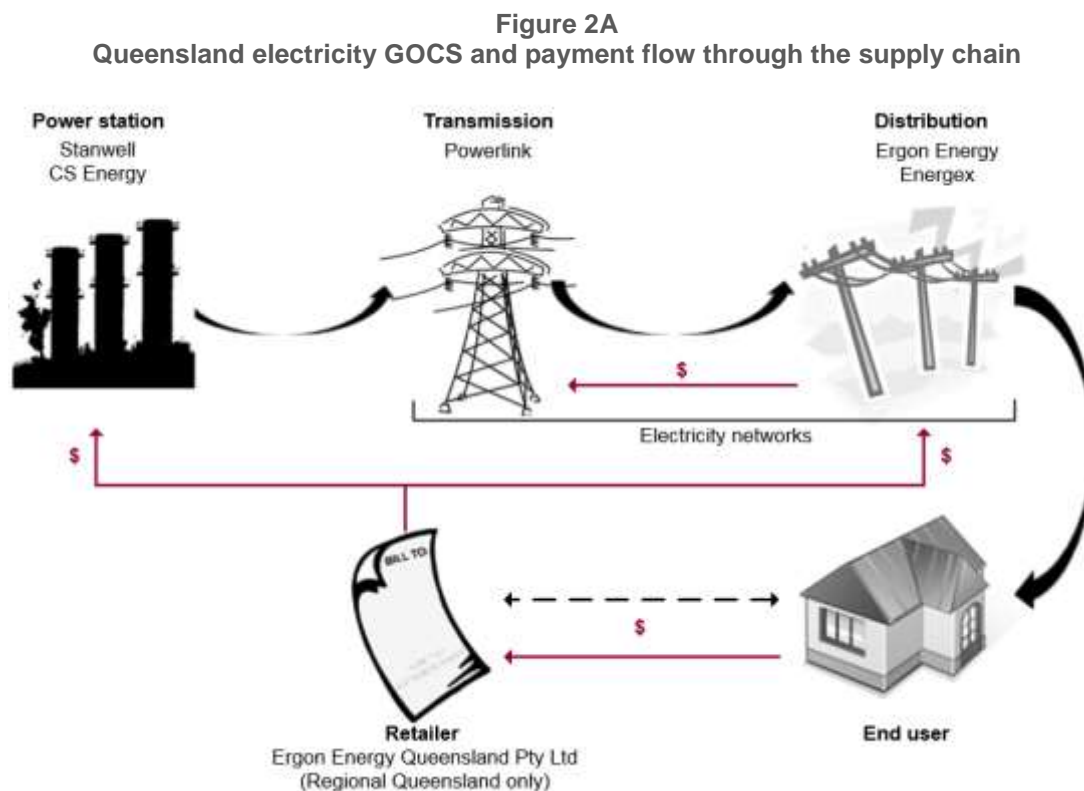 Figure 2A
Queensland electricity GOCS and payment flow through the supply chain
Power station
Stanwell
CS Energy
Transmission
Powerlink
Distribution
Ergon Energy
Energex
$
Electricity networks
$
$
BILL TO:
$
Retailer
Ergon Energy Queensland Pty Ltd
(Regional Queensland only)
End user